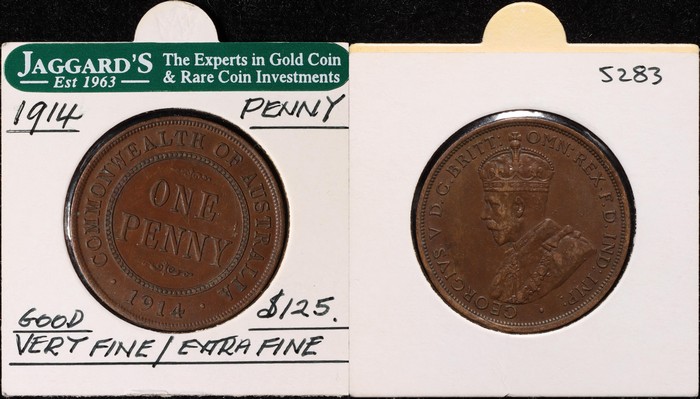 JAGGARD'S
Est 1963
The Experts in Gold Coin
& Rare Coin Investments
1914 PENNY
COMMONWEALTH OF AUSTRALIA
ONE
PENNY
· 1914 ·
GOOD $125.
VERY FINE / EXTRA FINE
5283
GEORGIVS V D.G. BRITT: OMN: REX F.D. IND: IMP: